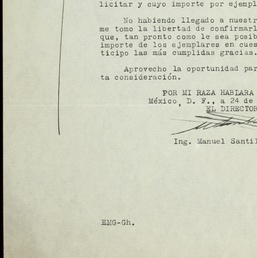 licitar y cuyo importe por ejempl
No habiendo llegado a nuestr
me tomo la libertad de confirmarl
que, tan pronto como le sea posib
importe de los ejemplares en cues
ticipo las más cumplidas gracias.
Aprovecho la oportunidad par
ta consideración.
POR MI RAZA HABLARA
México, D. F., a 24 de
EL DIRECTOR
Ing. Manuel Santil
EMG-Gh.